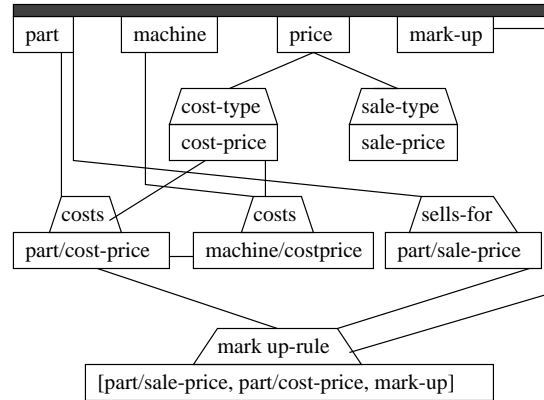 part machine price mark-up
cost-type sale-type
cost-price sale-price
costs costs sells-for
part/cost-price machine/costprice part/sale-price
mark up-rule
[part/sale-price, part/cost-price, mark-up]